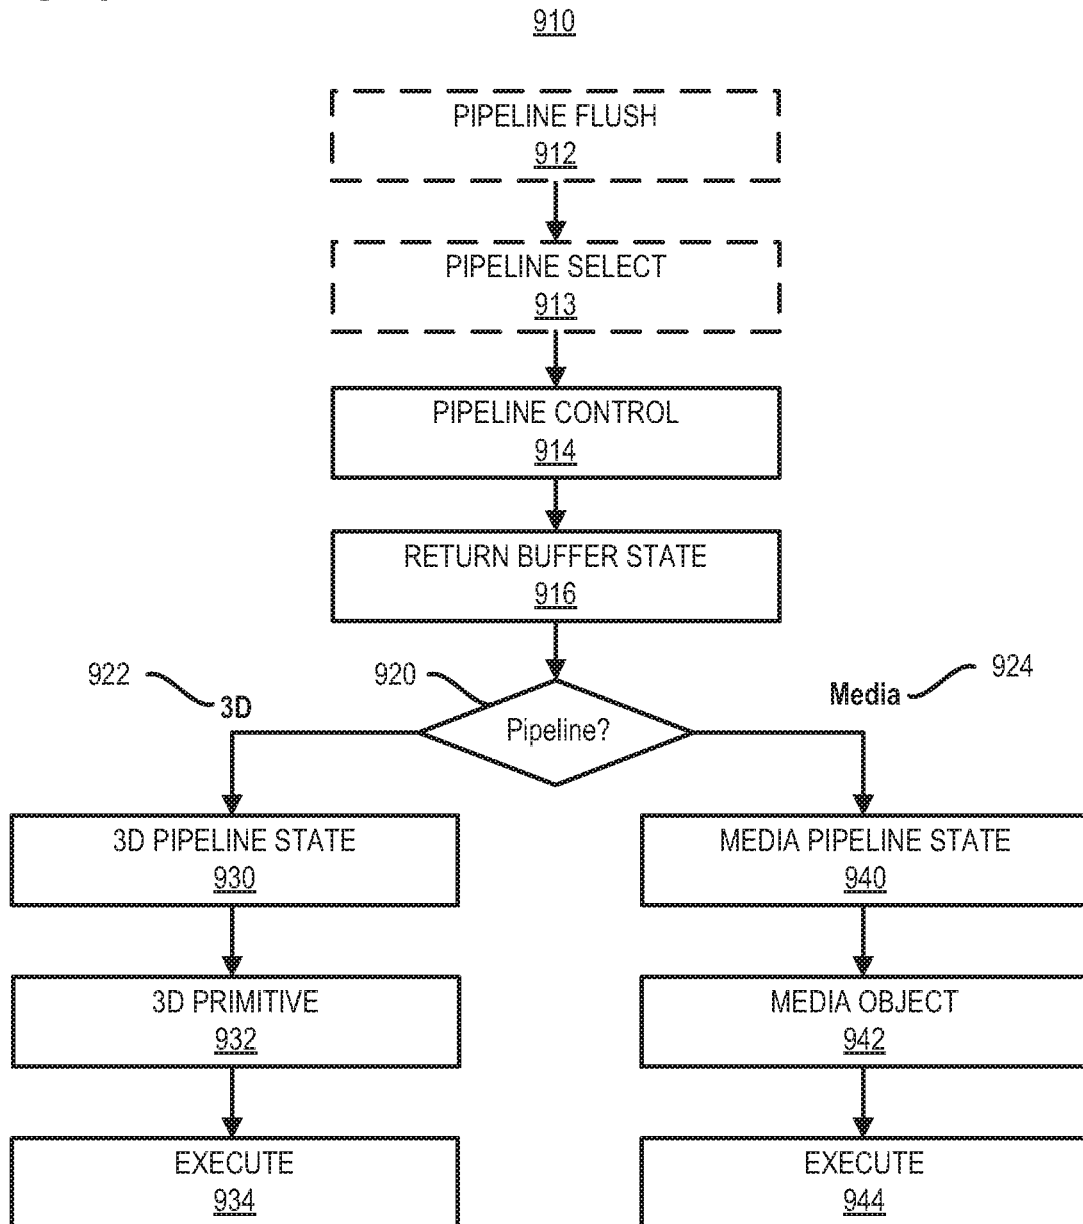 910
PIPELINE FLUSH
912
PIPELINE SELECT
913
PIPELINE CONTROL
914
RETURN BUFFER STATE
916
922
3D
920
Pipeline?
Media
924
3D PIPELINE STATE
930
MEDIA PIPELINE STATE
940
3D PRIMITIVE
932
MEDIA OBJECT
942
EXECUTE
934
EXECUTE
944